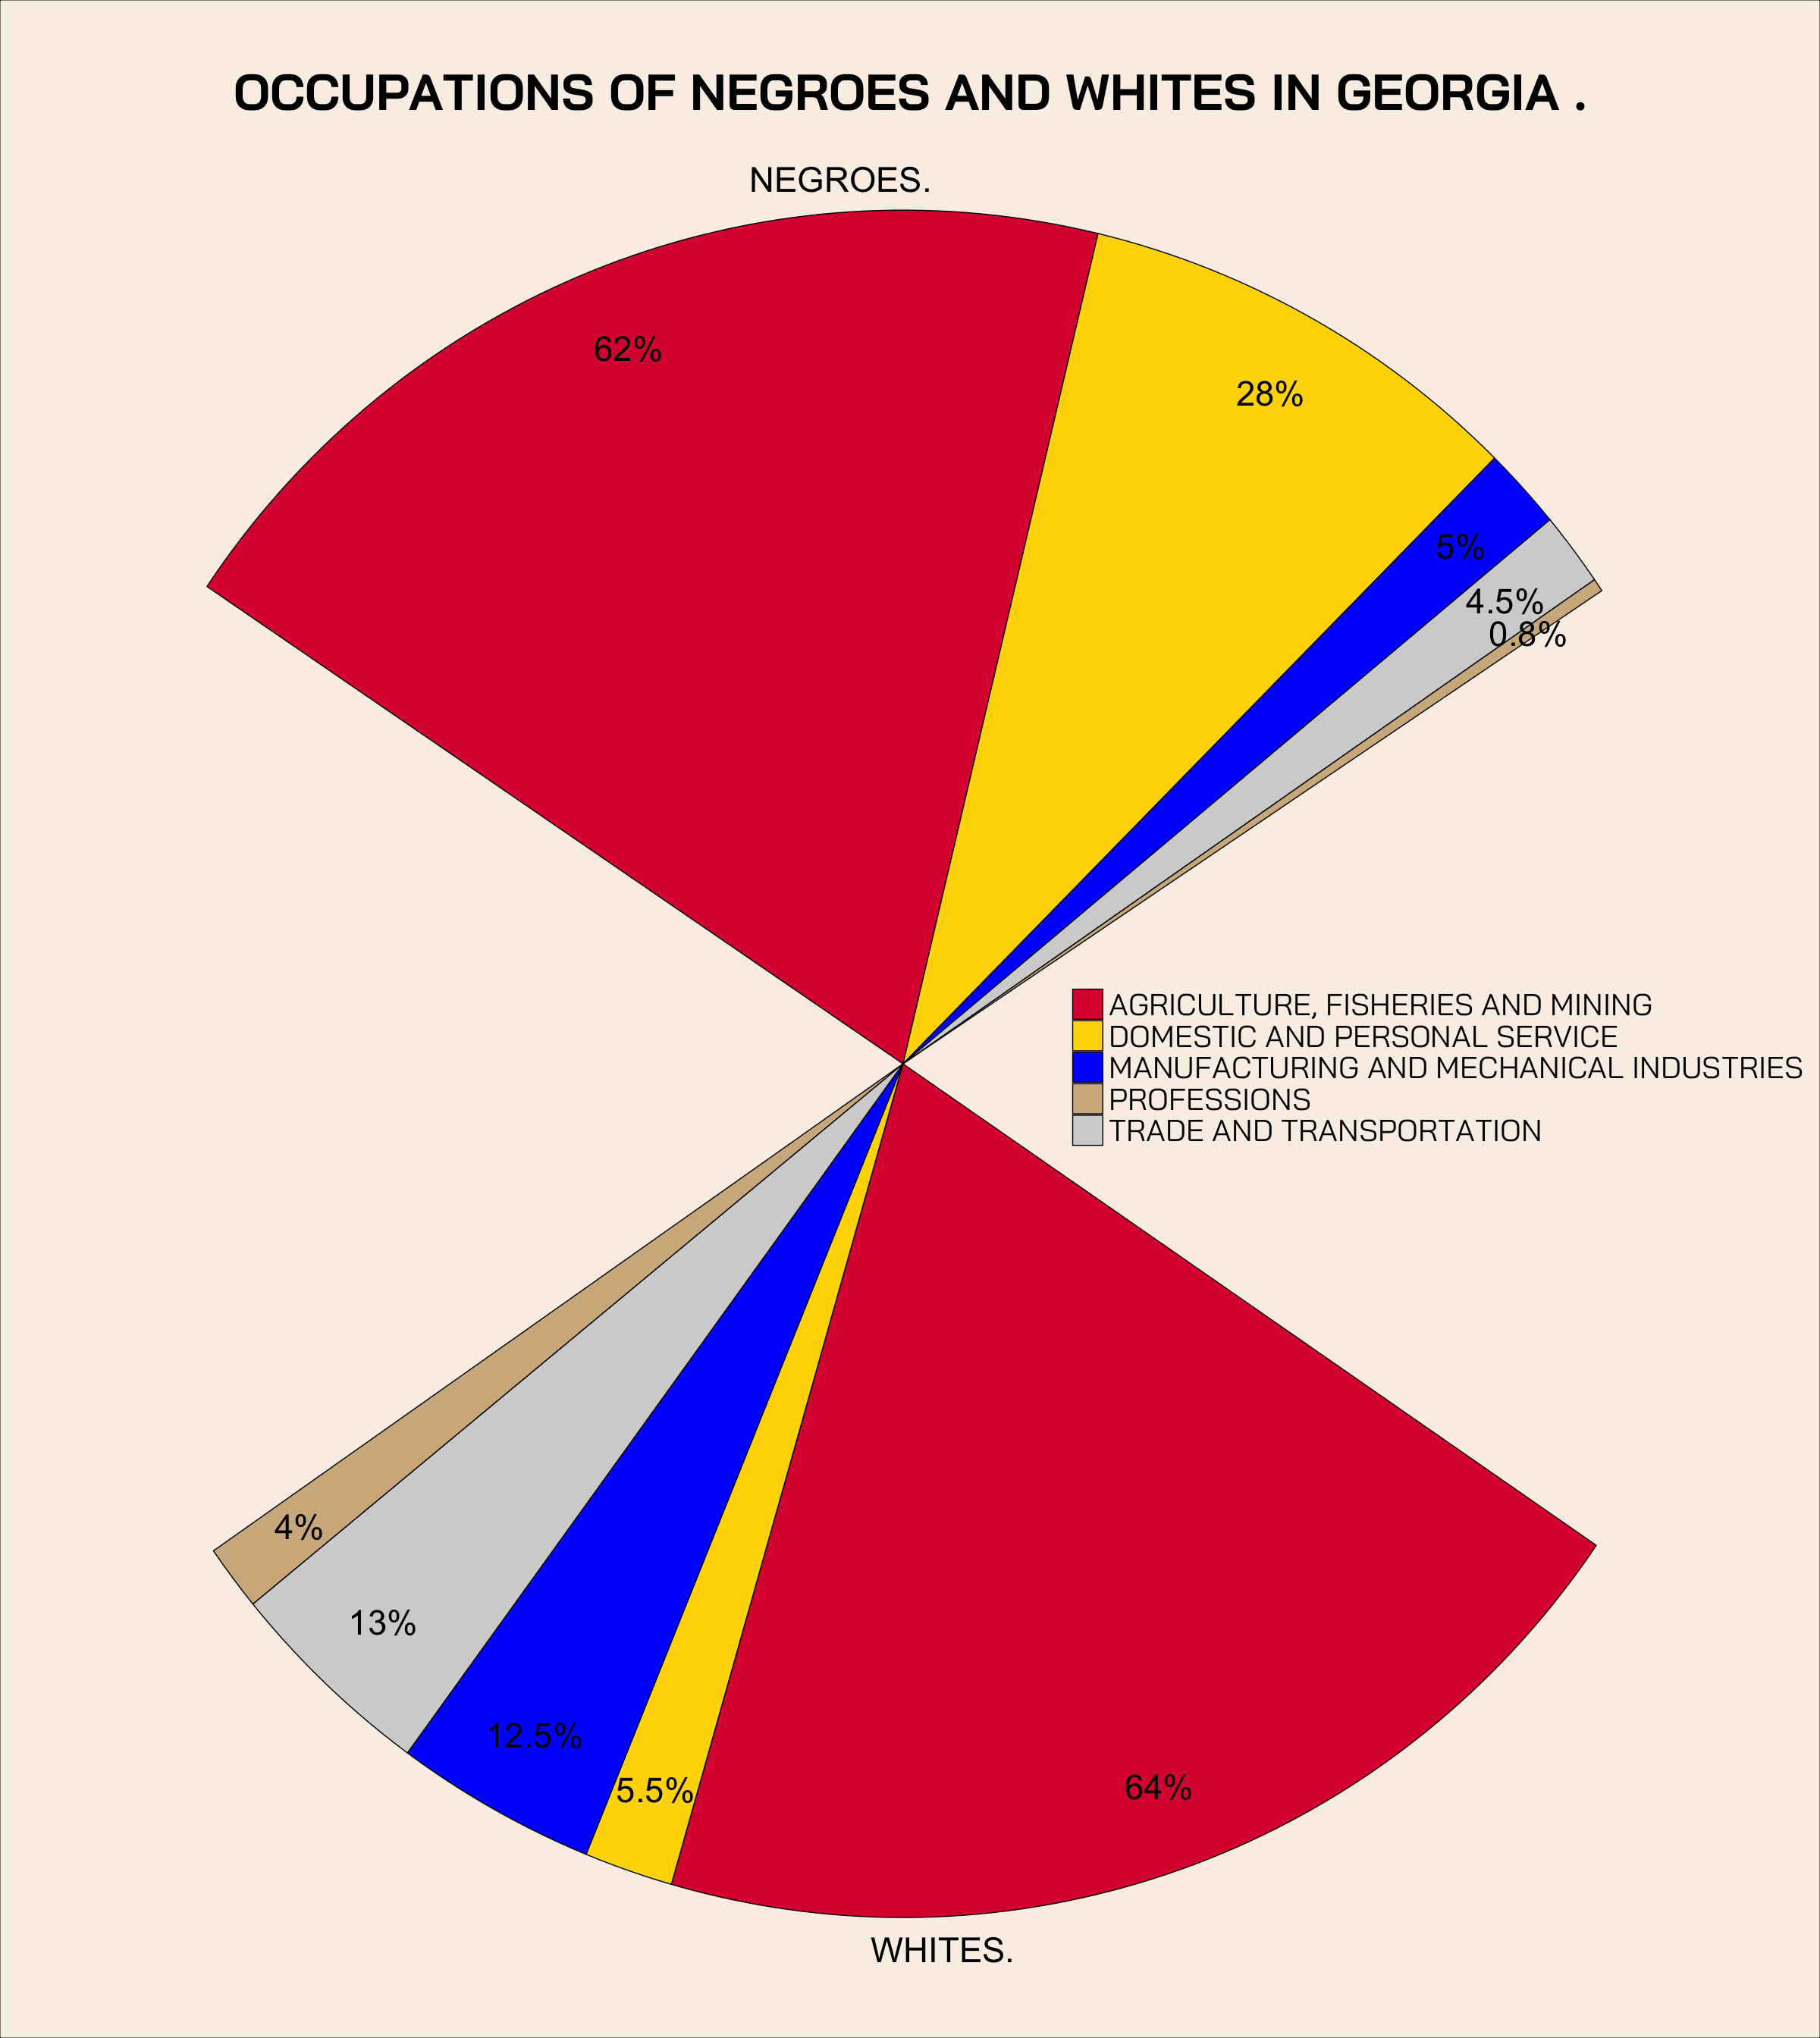 OCCUPATIONS OF NEGROES AND WHITES IN GEORGIA .
NEGROES.
62%
28%
5%
4.5%
0.8%
AGRICULTURE, FISHERIES AND MINING
DOMESTIC AND PERSONAL SERVICE
MANUFACTURING AND MECHANICAL INDUSTRIES
PROFESSIONS
TRADE AND TRANSPORTATION
4%
13%
12.5%
5.5%
64%
WHITES.